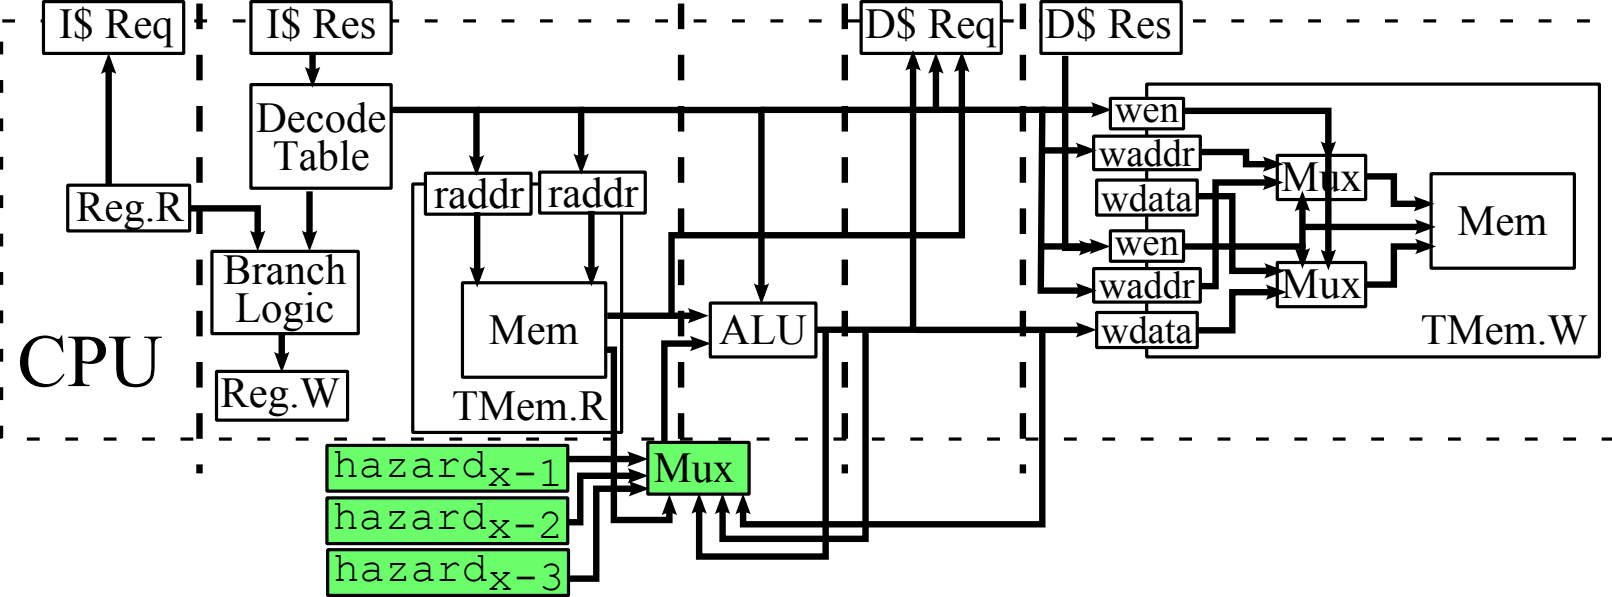 I$ Req
I$ Res
D$ Req
D$ Res
Decode
Table
wen
waddr
wdata
wen
waddr
wdata
Mux
Mux
Mem
TMem.W
Reg.R
raddr
raddr
Branch
Logic
Mem
TMem.R
ALU
CPU
Reg.W
hazardx-1
hazardx-2
hazardx-3
Mux